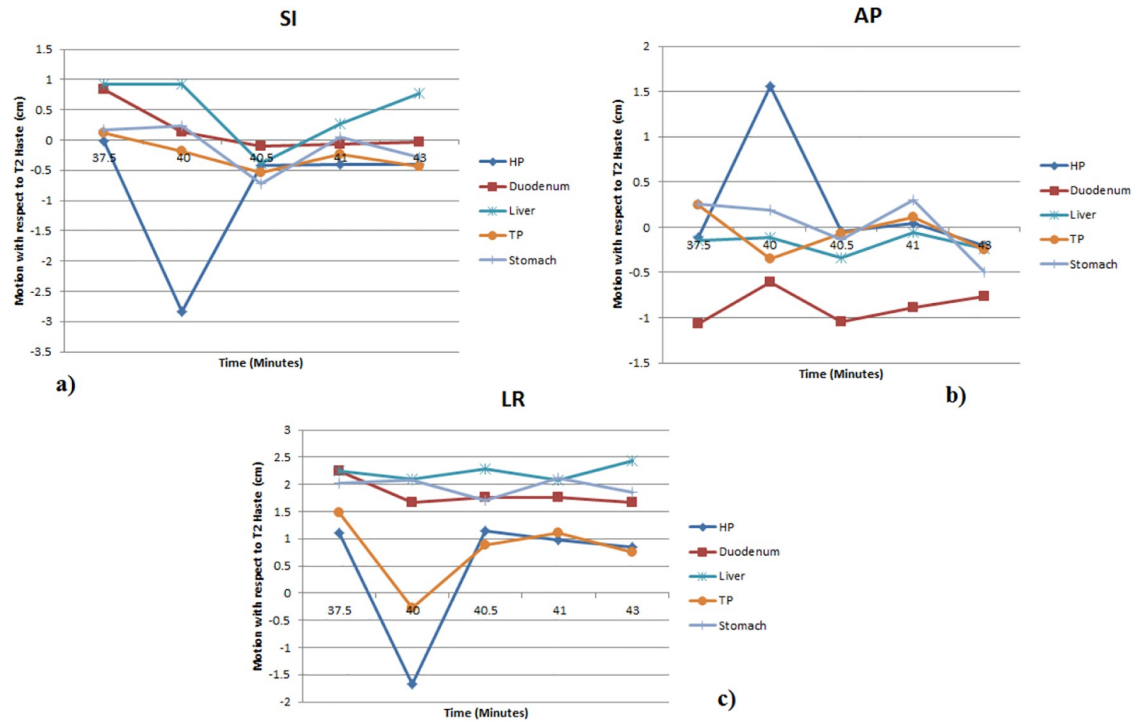 SI
1.5
1
0.5
0
-0.5
-1
-1.5
-2
-2.5
-3
-3.5
Motion with respect to T2 Haste (cm)
37.5 40 40.5 41 43
Time (Minutes)
HP
Duodenum
Liver
TP
Stomach
a)
AP
2
1.5
1
0.5
0
-0.5
-1
-1.5
Motion with respect to T2 Haste (cm)
37.5 40 40.5 41 43
Time (Minutes)
HP
Duodenum
Liver
TP
Stomach
b)
LR
3
2.5
2
1.5
1
0.5
0
-0.5
-1
-1.5
-2
Motion with respect to T2 Haste (cm)
37.5 40 40.5 41 43
Time (Minutes)
HP
Duodenum
Liver
TP
Stomach
c)